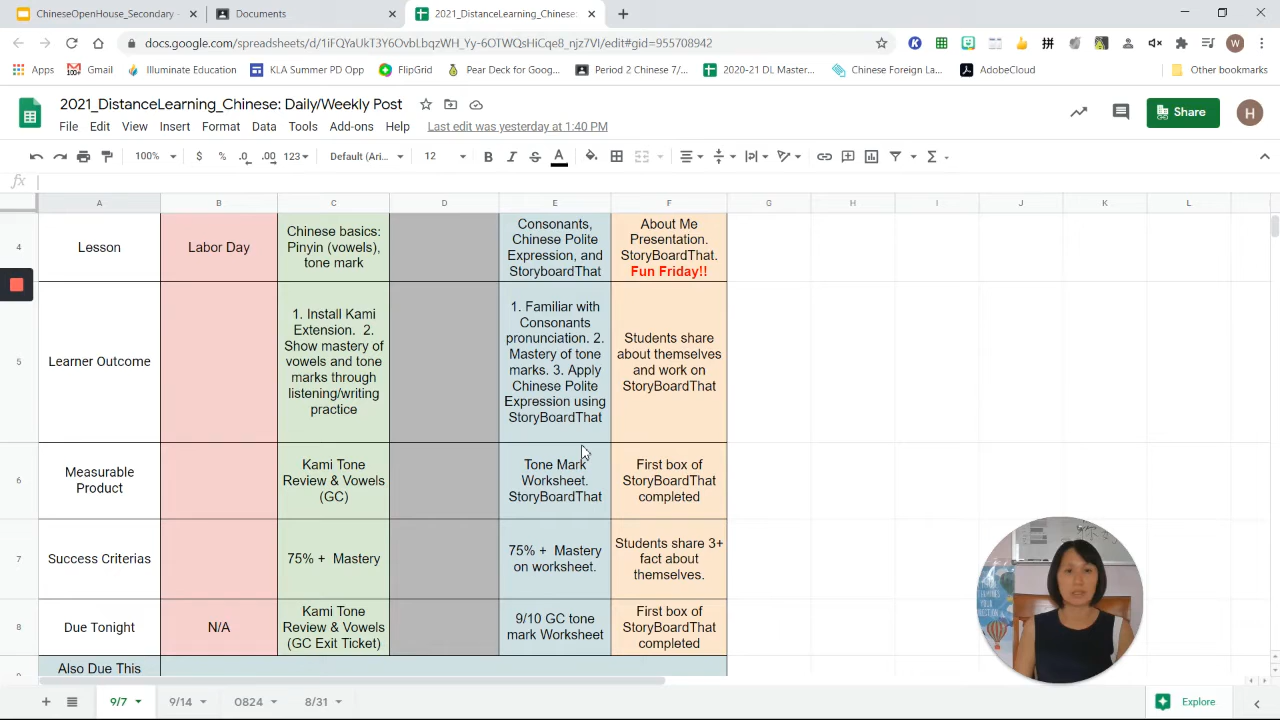 ChineseOpenHouse_Secondary -
Documents
2021_DistanceLearning_Chinese:
docs.google.com/spreadsheets/d/1iFQYaUkIT3Y6OvbLbqzWH_Yy-6OTWQsHiCqe8_njz7VI/edit#gid=955708942
Apps
Gmail
Illuminate Education
ILA Summer PD Opp
FlipGrid
Pear Deck for Goog...
Period 2 Chinese 7/...
2020-21 DL Master...
Chinese Foreign La...
AdobeCloud
Other bookmarks
2021_DistanceLearning_Chinese: Daily/Weekly Post
Share
H
File Edit View Insert Format Data Tools Add-ons Help Last edit was yesterday at 1:40 PM
100% $ % .0 .00 123 Default (Ari... 12 B I S A
fx
A B C D E F G H I J K L
4
Lesson
Labor Day
Chinese basics:
Pinyin (vowels),
tone mark
Consonants,
Chinese Polite
Expression, and
StoryboardThat
About Me
Presentation.
StoryBoardThat.
Fun Friday!!
5
Learner Outcome
1. Install Kami
Extension. 2.
Show mastery of
vowels and tone
marks through
listening/writing
practice
1. Familiar with
Consonants
pronunciation. 2.
Mastery of tone
marks. 3. Apply
Chinese Polite
Expression using
StoryBoardThat
Students share
about themselves
and work on
StoryBoardThat
6
Measurable
Product
Kami Tone
Review & Vowels
(GC)
Tone Mark
Worksheet.
StoryBoardThat
First box of
StoryBoardThat
completed
7
Success Criterias
75% + Mastery
75% + Mastery
on worksheet.
Students share 3+
fact about
themselves.
8
Due Tonight
N/A
Kami Tone
Review & Vowels
(GC Exit Ticket)
9/10 GC tone
mark Worksheet
First box of
StoryBoardThat
completed
Also Due This
9/7 9/14 0824 8/31
Explore